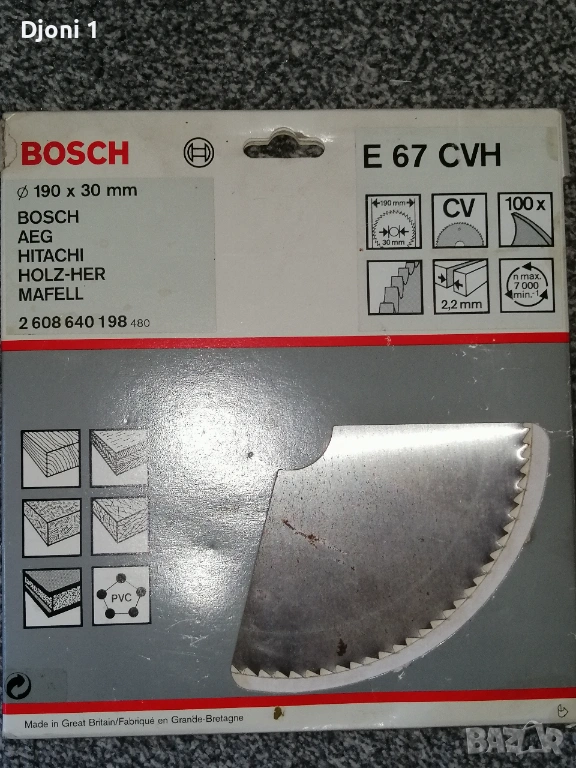 Djoni 1
BOSCH
E 67 CVH
⌀ 190 x 30 mm
BOSCH
AEG
HITACHI
HOLZ-HER
MAFELL
2 608 640 198 480
190 mm
30 mm
CV
100 x
2,2 mm
n max.
7 000
min.⁻¹
PVC
Made in Great Britain/Fabriqué en Grande-Bretagne
BAZAR